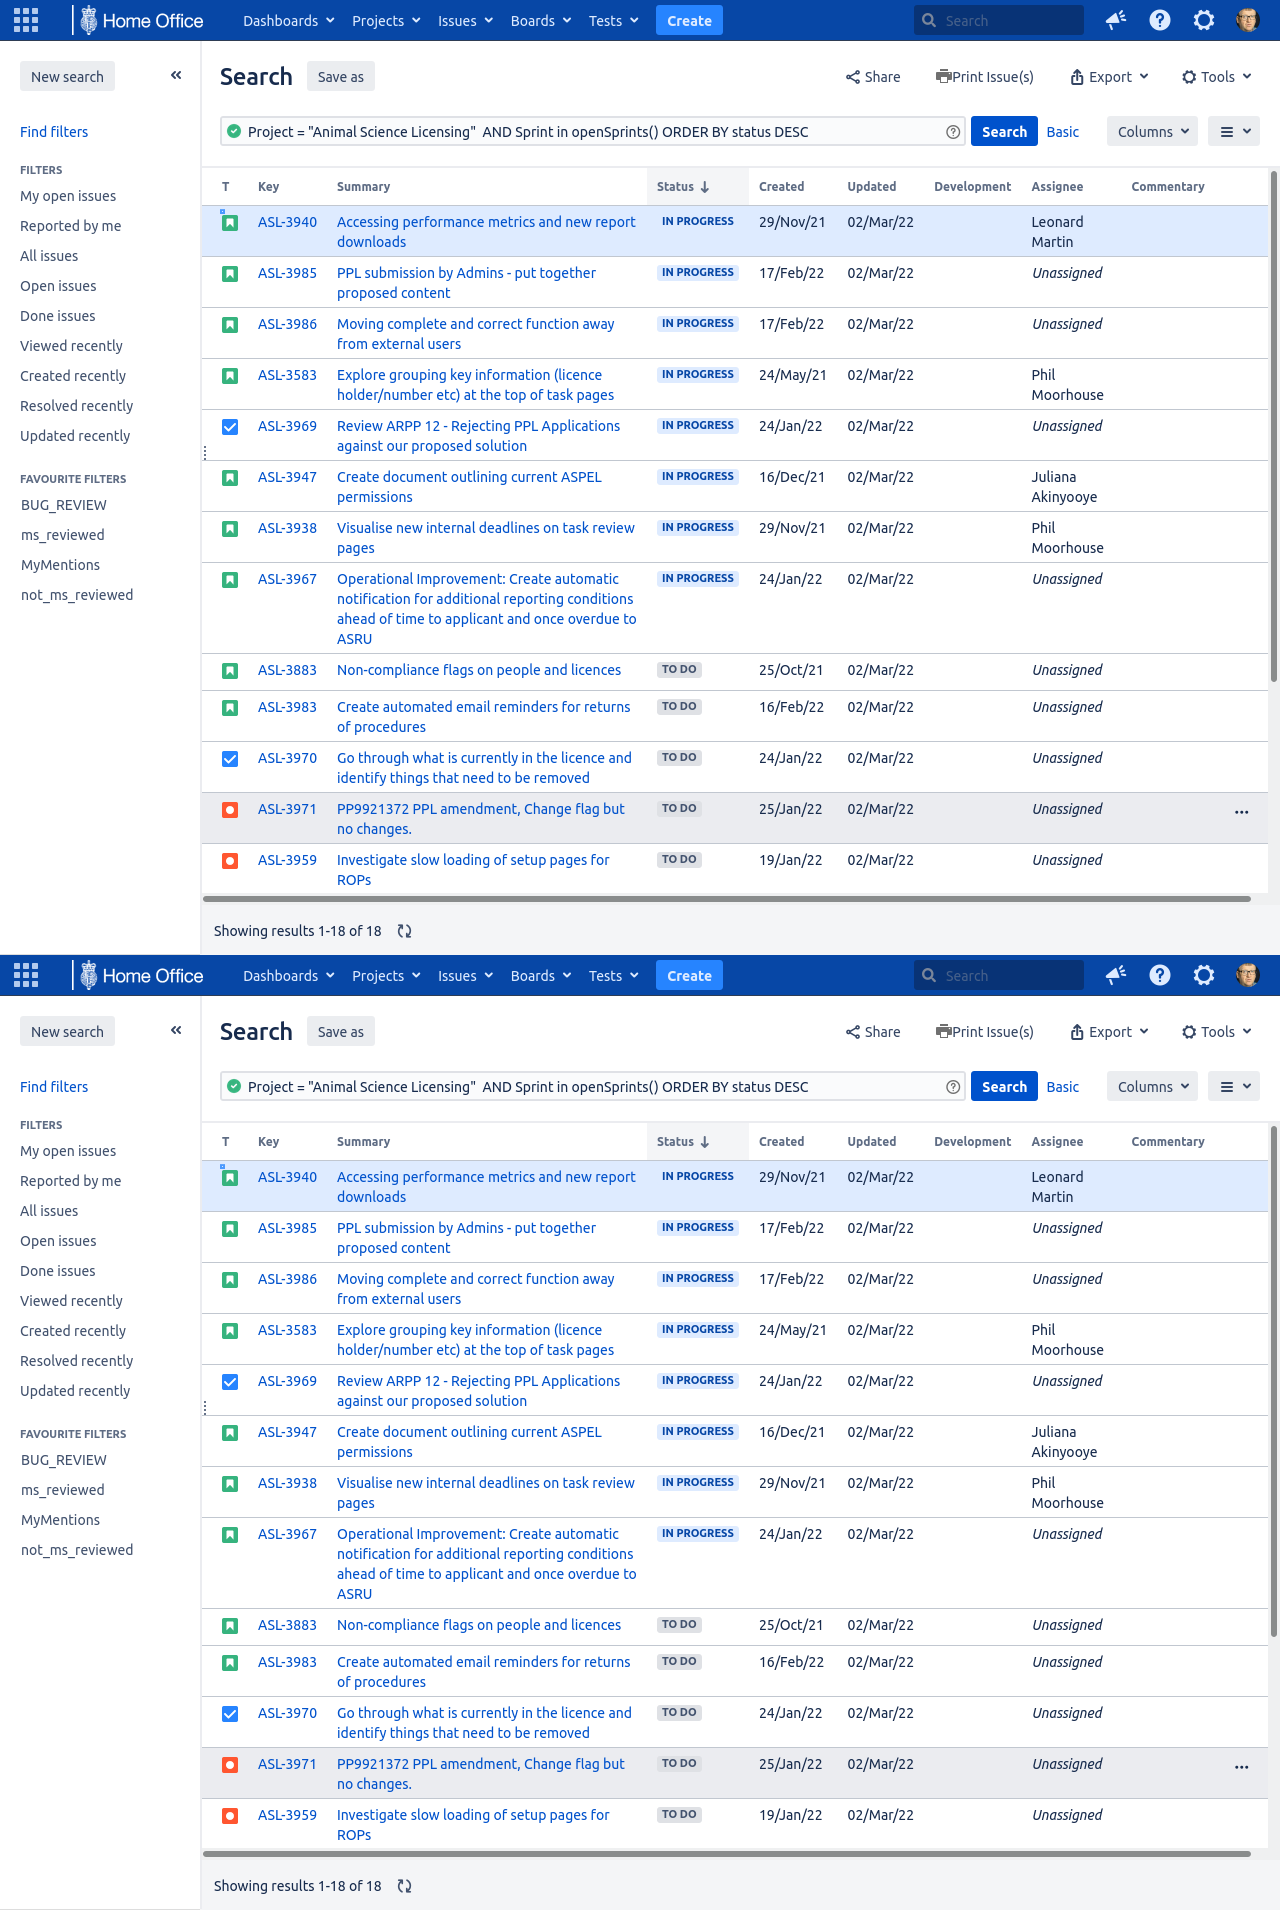 Home Office Dashboards Projects Issues Boards Tests Create Search
New search
Search Save as Share Print Issue(s) Export Tools
Find filters
Project = "Animal Science Licensing" AND Sprint in openSprints() ORDER BY status DESC Search Basic Columns
FILTERS
My open issues
Reported by me
All issues
Open issues
Done issues
Viewed recently
Created recently
Resolved recently
Updated recently
FAVOURITE FILTERS
BUG_REVIEW
ms_reviewed
MyMentions
not_ms_reviewed
T Key Summary Status Created Updated Development Assignee Commentary
ASL-3940 Accessing performance metrics and new report IN PROGRESS 29/Nov/21 02/Mar/22 Leonard
downloads Martin
ASL-3985 PPL submission by Admins - put together IN PROGRESS 17/Feb/22 02/Mar/22 Unassigned
proposed content
ASL-3986 Moving complete and correct function away IN PROGRESS 17/Feb/22 02/Mar/22 Unassigned
from external users
ASL-3583 Explore grouping key information (licence IN PROGRESS 24/May/21 02/Mar/22 Phil
holder/number etc) at the top of task pages Moorhouse
ASL-3969 Review ARPP 12 - Rejecting PPL Applications IN PROGRESS 24/Jan/22 02/Mar/22 Unassigned
against our proposed solution
ASL-3947 Create document outlining current ASPEL IN PROGRESS 16/Dec/21 02/Mar/22 Juliana
permissions Akinyooye
ASL-3938 Visualise new internal deadlines on task review IN PROGRESS 29/Nov/21 02/Mar/22 Phil
pages Moorhouse
ASL-3967 Operational Improvement: Create automatic IN PROGRESS 24/Jan/22 02/Mar/22 Unassigned
notification for additional reporting conditions
ahead of time to applicant and once overdue to
ASRU
ASL-3883 Non-compliance flags on people and licences TO DO 25/Oct/21 02/Mar/22 Unassigned
ASL-3983 Create automated email reminders for returns TO DO 16/Feb/22 02/Mar/22 Unassigned
of procedures
ASL-3970 Go through what is currently in the licence and TO DO 24/Jan/22 02/Mar/22 Unassigned
identify things that need to be removed
ASL-3971 PP9921372 PPL amendment, Change flag but TO DO 25/Jan/22 02/Mar/22 Unassigned
no changes.
ASL-3959 Investigate slow loading of setup pages for TO DO 19/Jan/22 02/Mar/22 Unassigned
ROPs
Showing results 1-18 of 18
Home Office Dashboards Projects Issues Boards Tests Create Search
New search
Search Save as Share Print Issue(s) Export Tools
Find filters
Project = "Animal Science Licensing" AND Sprint in openSprints() ORDER BY status DESC Search Basic Columns
FILTERS
My open issues
Reported by me
All issues
Open issues
Done issues
Viewed recently
Created recently
Resolved recently
Updated recently
FAVOURITE FILTERS
BUG_REVIEW
ms_reviewed
MyMentions
not_ms_reviewed
T Key Summary Status Created Updated Development Assignee Commentary
ASL-3940 Accessing performance metrics and new report IN PROGRESS 29/Nov/21 02/Mar/22 Leonard
downloads Martin
ASL-3985 PPL submission by Admins - put together IN PROGRESS 17/Feb/22 02/Mar/22 Unassigned
proposed content
ASL-3986 Moving complete and correct function away IN PROGRESS 17/Feb/22 02/Mar/22 Unassigned
from external users
ASL-3583 Explore grouping key information (licence IN PROGRESS 24/May/21 02/Mar/22 Phil
holder/number etc) at the top of task pages Moorhouse
ASL-3969 Review ARPP 12 - Rejecting PPL Applications IN PROGRESS 24/Jan/22 02/Mar/22 Unassigned
against our proposed solution
ASL-3947 Create document outlining current ASPEL IN PROGRESS 16/Dec/21 02/Mar/22 Juliana
permissions Akinyooye
ASL-3938 Visualise new internal deadlines on task review IN PROGRESS 29/Nov/21 02/Mar/22 Phil
pages Moorhouse
ASL-3967 Operational Improvement: Create automatic IN PROGRESS 24/Jan/22 02/Mar/22 Unassigned
notification for additional reporting conditions
ahead of time to applicant and once overdue to
ASRU
ASL-3883 Non-compliance flags on people and licences TO DO 25/Oct/21 02/Mar/22 Unassigned
ASL-3983 Create automated email reminders for returns TO DO 16/Feb/22 02/Mar/22 Unassigned
of procedures
ASL-3970 Go through what is currently in the licence and TO DO 24/Jan/22 02/Mar/22 Unassigned
identify things that need to be removed
ASL-3971 PP9921372 PPL amendment, Change flag but TO DO 25/Jan/22 02/Mar/22 Unassigned
no changes.
ASL-3959 Investigate slow loading of setup pages for TO DO 19/Jan/22 02/Mar/22 Unassigned
ROPs
Showing results 1-18 of 18